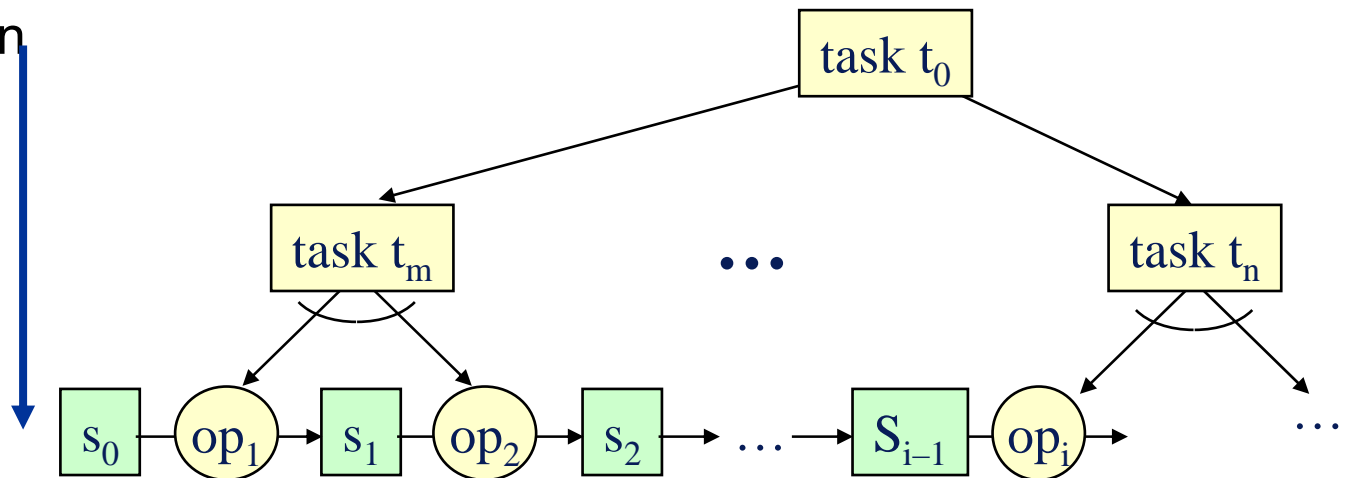 n
task t₀
task tₘ ... task tₙ
s₀ op₁ s₁ op₂ s₂ ... Sᵢ₋₁ opᵢ ...